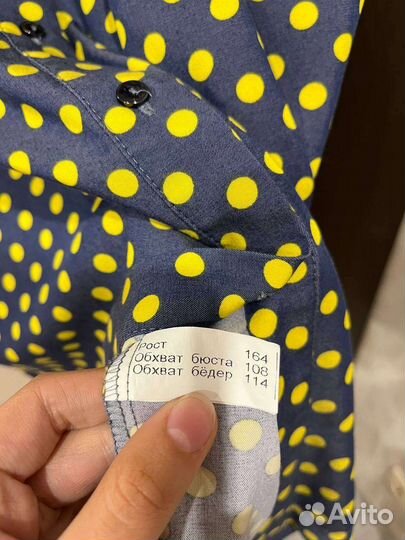 Рост 164
Обхват бюста 108
Обхват бёдер 114
Avito